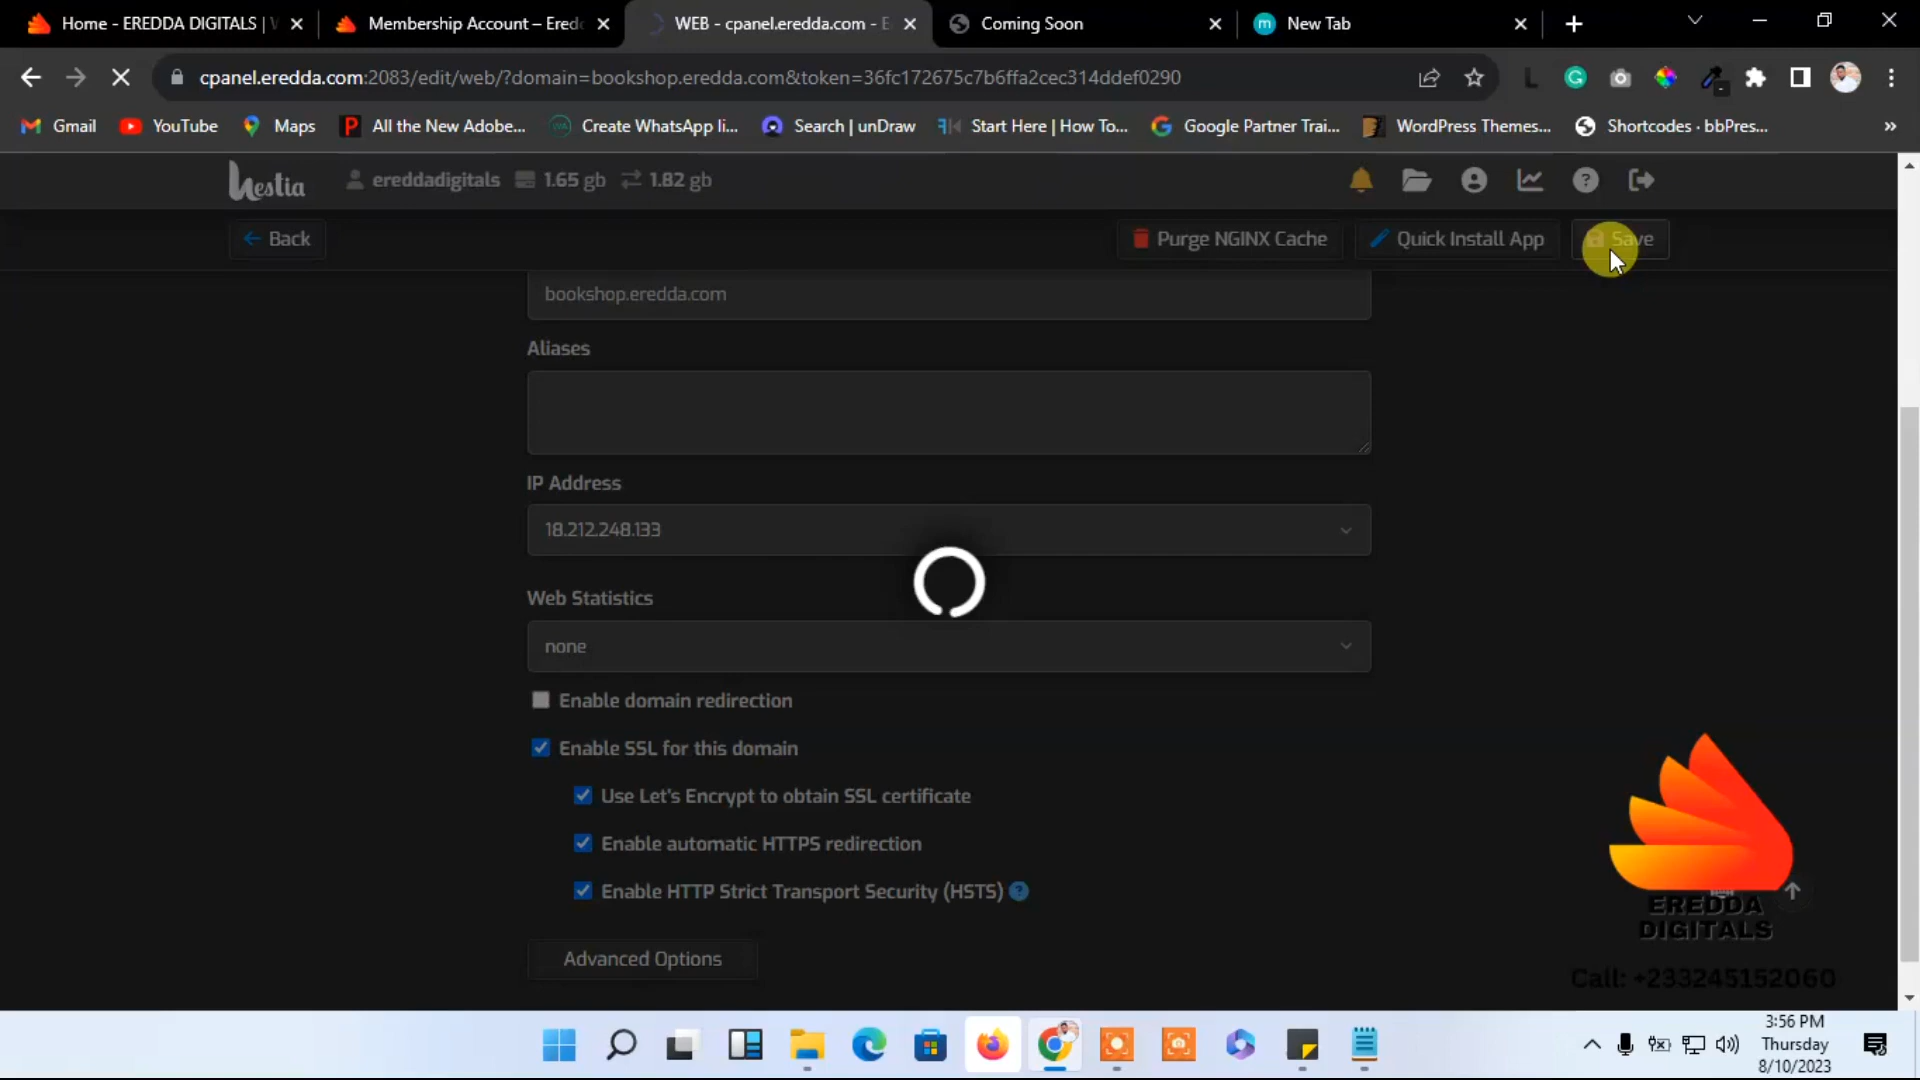 Home - EREDDA DIGITALS | W
Membership Account – Eredd
WEB - cpanel.eredda.com - E
Coming Soon
New Tab
cpanel.eredda.com:2083/edit/web/?domain=bookshop.eredda.com&token=36fc172675c7b6ffa2cec314ddef0290
Gmail
YouTube
Maps
All the New Adobe...
Create WhatsApp li...
Search | unDraw
Start Here | How To...
Google Partner Trai...
WordPress Themes...
Shortcodes · bbPres...
hestia
ereddadigitals
1.65 gb
1.82 gb
Back
Purge NGINX Cache
Quick Install App
Save
bookshop.eredda.com
Aliases
IP Address
18.212.248.133
Web Statistics
none
Enable domain redirection
Enable SSL for this domain
Use Let's Encrypt to obtain SSL certificate
Enable automatic HTTPS redirection
Enable HTTP Strict Transport Security (HSTS)
Advanced Options
EREDDA
DIGITALS
Call: +233245152060
3:56 PM
Thursday
8/10/2023